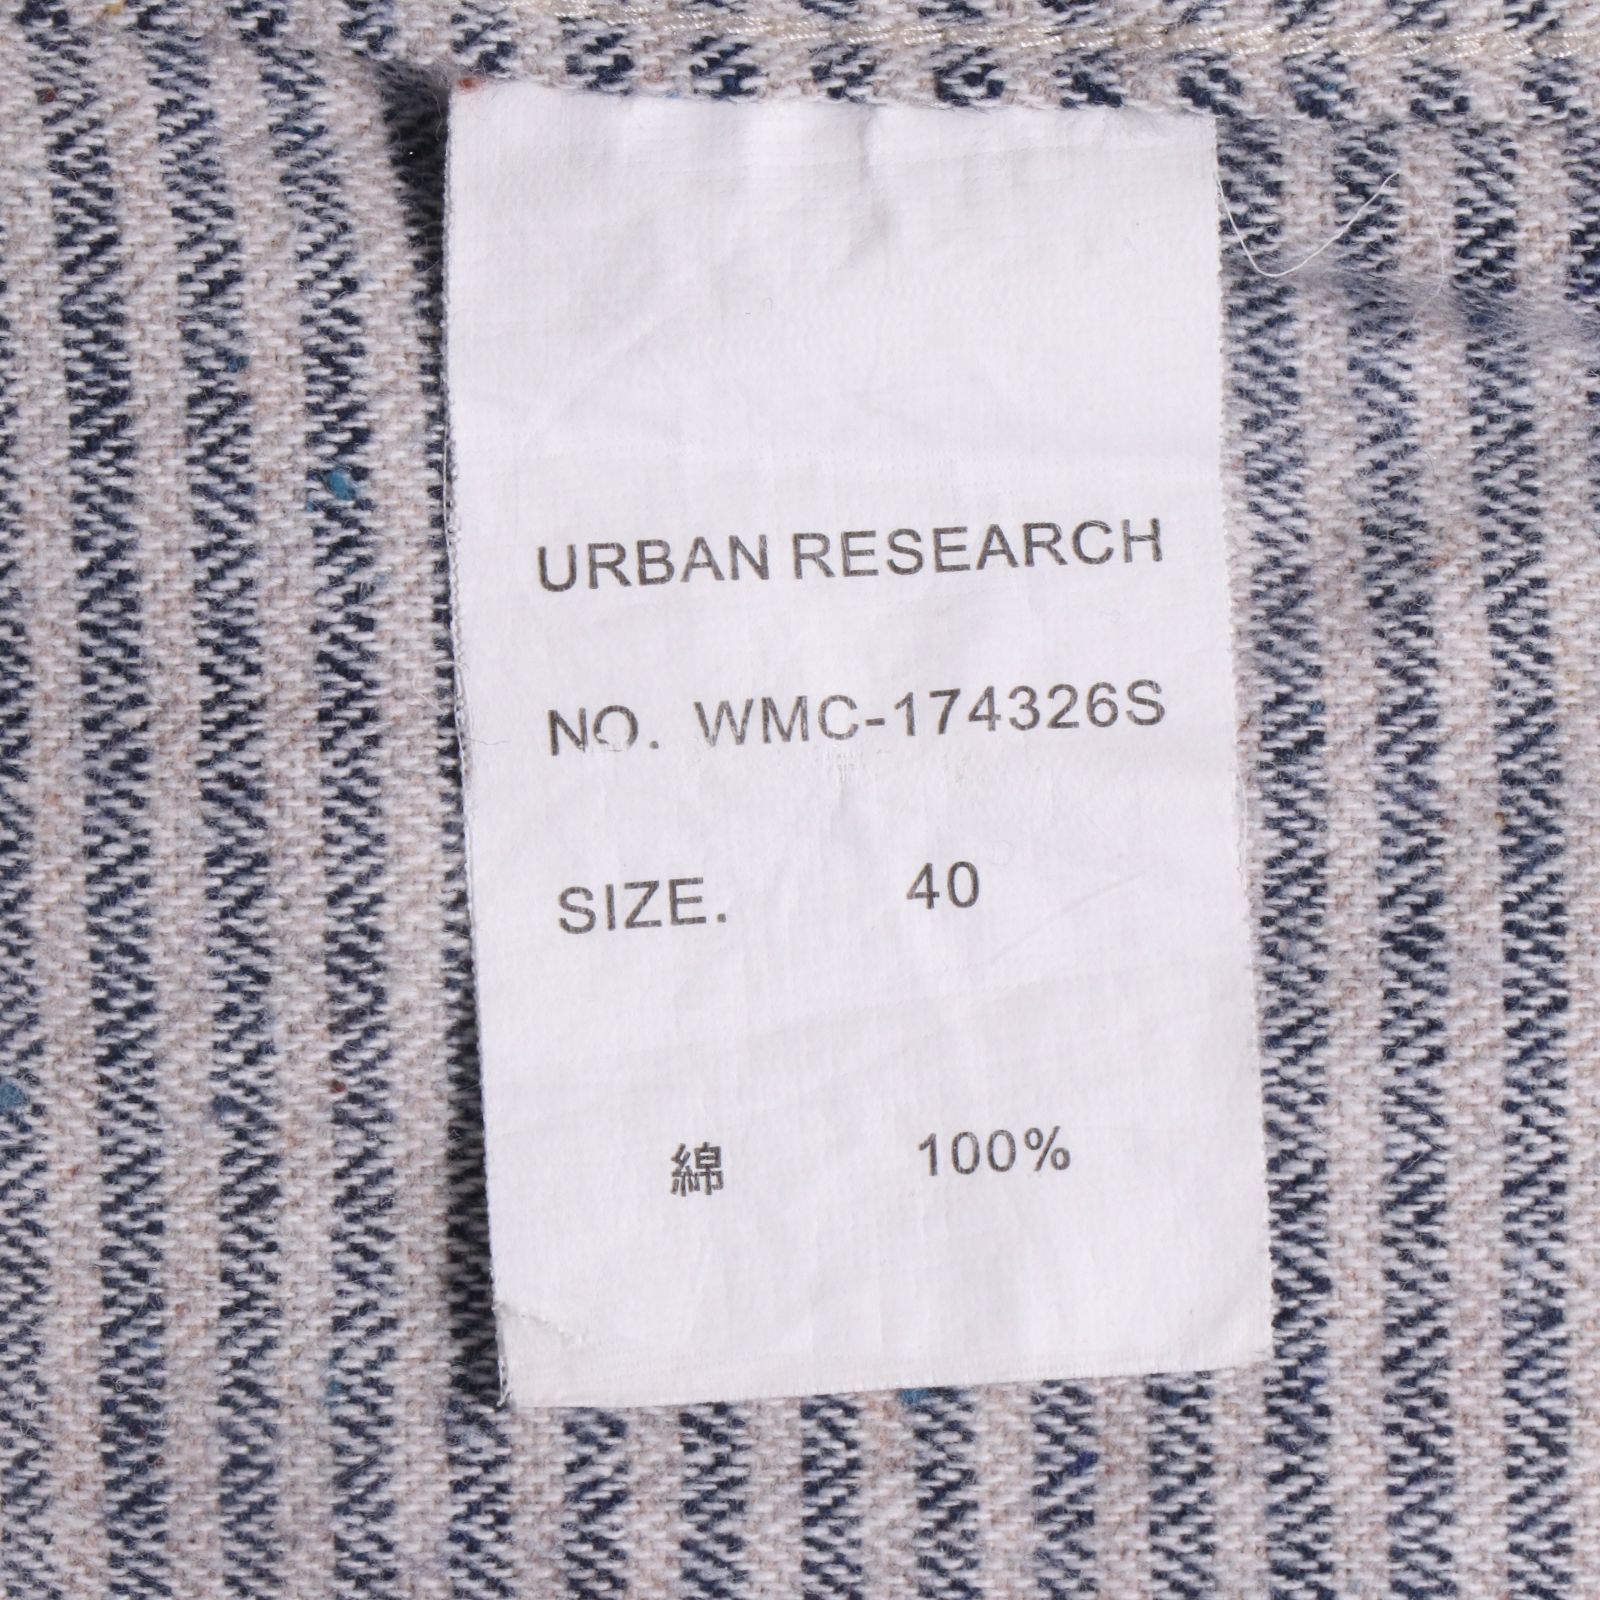 URBAN RESEARCH
NO. WMC-174326S
SIZE. 40
綿 100%